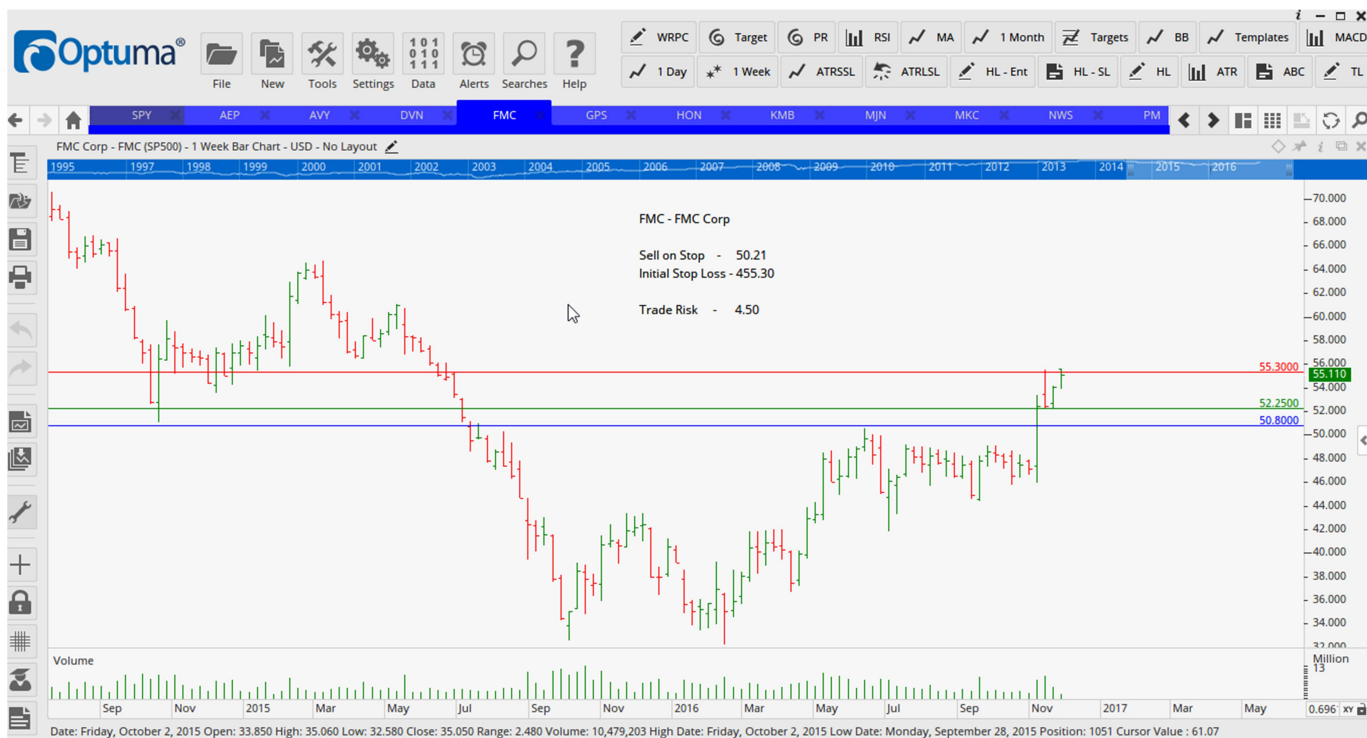 Optuma®
File New Tools Settings Data Alerts Searches Help
WRPC Target PR RSI MA 1 Month Targets BB Templates MACD
1 Day 1 Week ATRSSL ATRLSL HL - Ent HL - SL HL ATR ABC TL
SPY AEP AVY DVN FMC GPS HON KMB MJN MKC NWS PM
FMC Corp - FMC (SP500) - 1 Week Bar Chart - USD - No Layout
1995 1997 1998 1999 2000 2001 2002 2003 2004 2005 2006 2007 2008 2009 2010 2011 2012 2013 2014 2015 2016
FMC - FMC Corp
Sell on Stop - 50.21
Initial Stop Loss - 455.30
Trade Risk - 4.50
70.000
68.000
66.000
64.000
62.000
60.000
58.000
56.000
55.3000
55.110
54.000
52.2500
52.000
50.8000
50.000
48.000
46.000
44.000
42.000
40.000
38.000
36.000
34.000
32.000
Volume
Million
13
Sep Nov 2015 Mar May Jul Sep Nov 2016 Mar May Jul Sep Nov 2017 Mar May
0.696 XY
Date: Friday, October 2, 2015 Open: 33.850 High: 35.060 Low: 32.580 Close: 35.050 Range: 2.480 Volume: 10,479,203 High Date: Friday, October 2, 2015 Low Date: Monday, September 28, 2015 Position: 1051 Cursor Value : 61.07